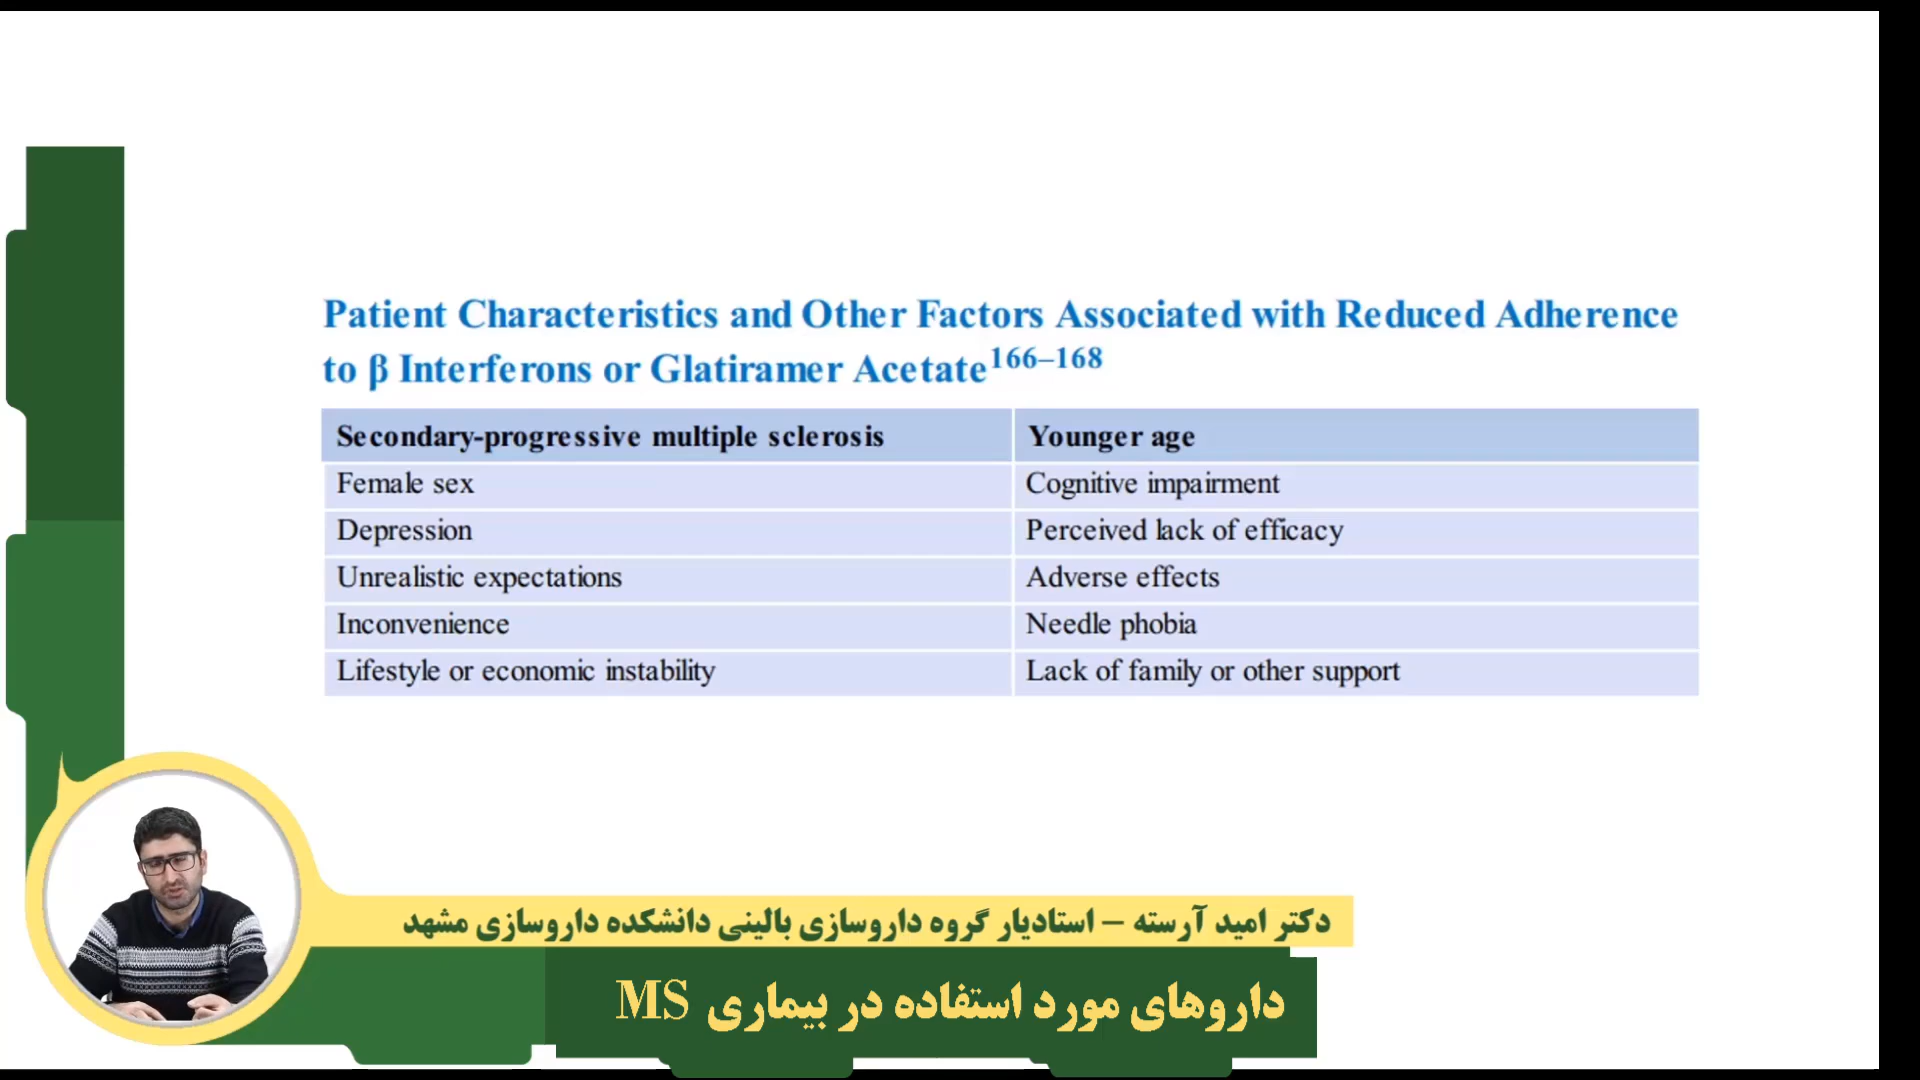 Patient Characteristics and Other Factors Associated with Reduced Adherence
to β Interferons or Glatiramer Acetate166–168
Secondary-progressive multiple sclerosis Younger age
Female sex Cognitive impairment
Depression Perceived lack of efficacy
Unrealistic expectations Adverse effects
Inconvenience Needle phobia
Lifestyle or economic instability Lack of family or other support
دکتر امید آرسته – استادیار گروه داروسازی بالینی دانشکده داروسازی مشهد
داروهای مورد استفاده در بیماری MS